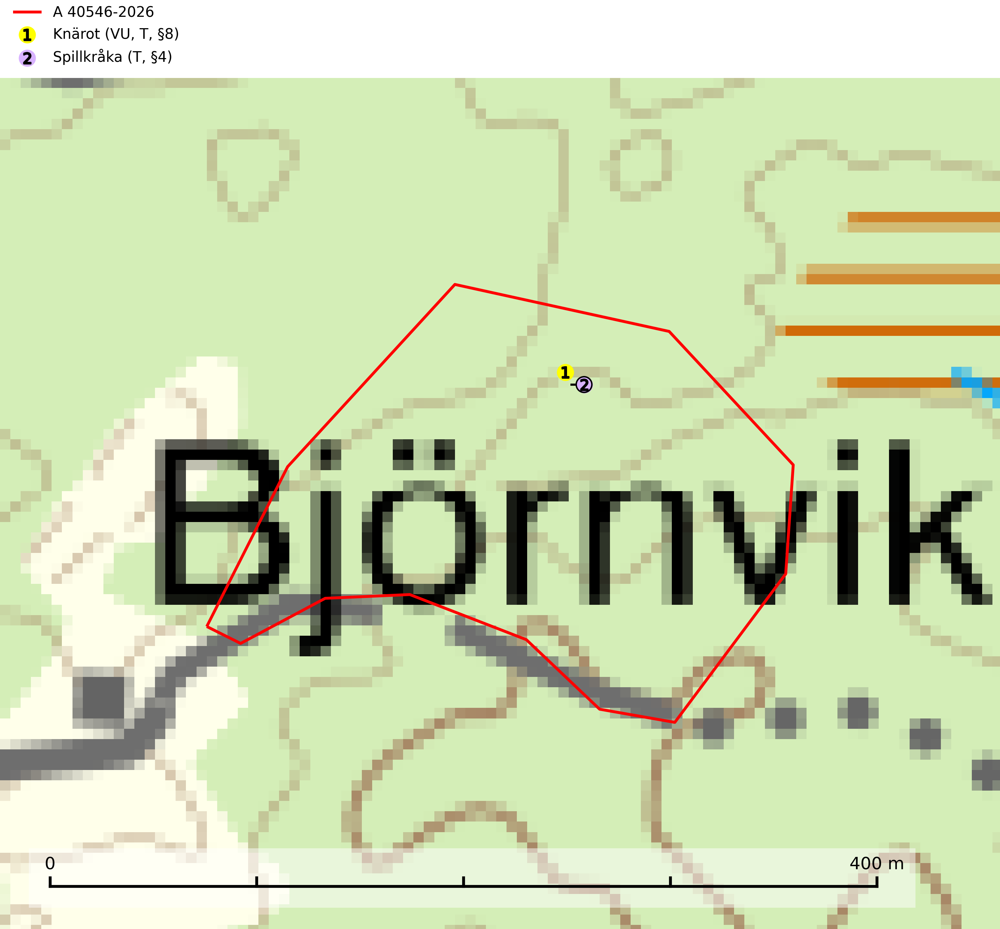 A 40546-2026
1 Knärot (VU, T, §8)
2 Spillkråka (T, §4)
1
2
Björnvik
0 400 m